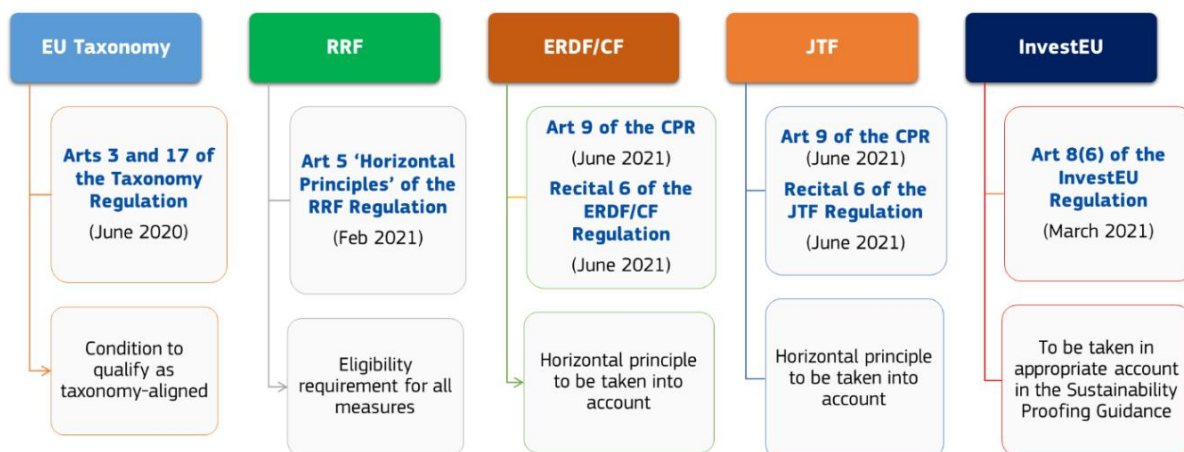 EU Taxonomy
Arts 3 and 17 of
the Taxonomy
Regulation
(June 2020)
Condition to
qualify as
taxonomy-aligned
RRF
Art 5 ‘Horizontal
Principles’ of the
RRF Regulation
(Feb 2021)
Eligibility
requirement for all
measures
ERDF/CF
Art 9 of the CPR
(June 2021)
Recital 6 of the
ERDF/CF
Regulation
(June 2021)
Horizontal principle
to be taken into
account
JTF
Art 9 of the CPR
(June 2021)
Recital 6 of the
JTF Regulation
(June 2021)
Horizontal principle
to be taken into
account
InvestEU
Art 8(6) of the
InvestEU
Regulation
(March 2021)
To be taken in
appropriate account
in the Sustainability
Proofing Guidance